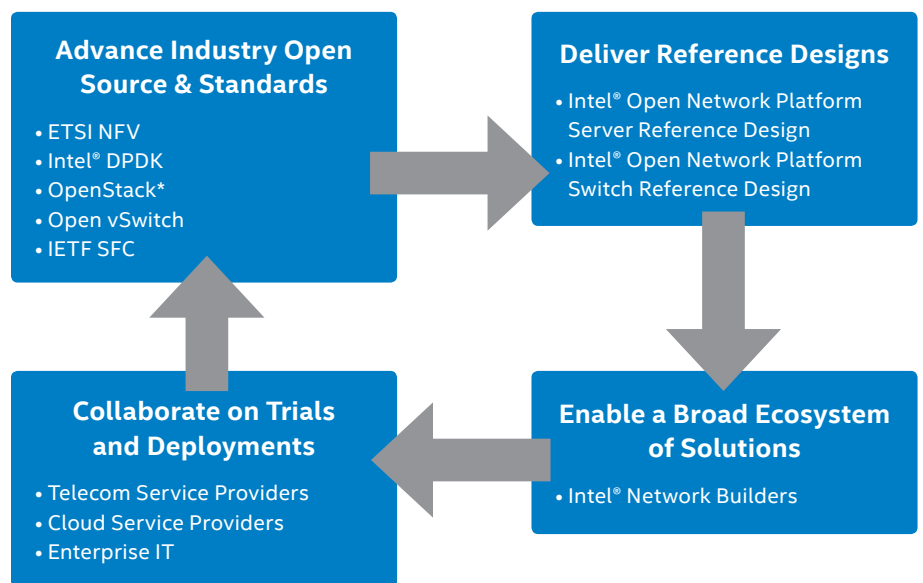 Advance Industry Open
Source & Standards
• ETSI NFV
• Intel® DPDK
• OpenStack*
• Open vSwitch
• IETF SFC
Deliver Reference Designs
• Intel® Open Network Platform
Server Reference Design
• Intel® Open Network Platform
Switch Reference Design
Enable a Broad Ecosystem
of Solutions
• Intel® Network Builders
Collaborate on Trials
and Deployments
• Telecom Service Providers
• Cloud Service Providers
• Enterprise IT